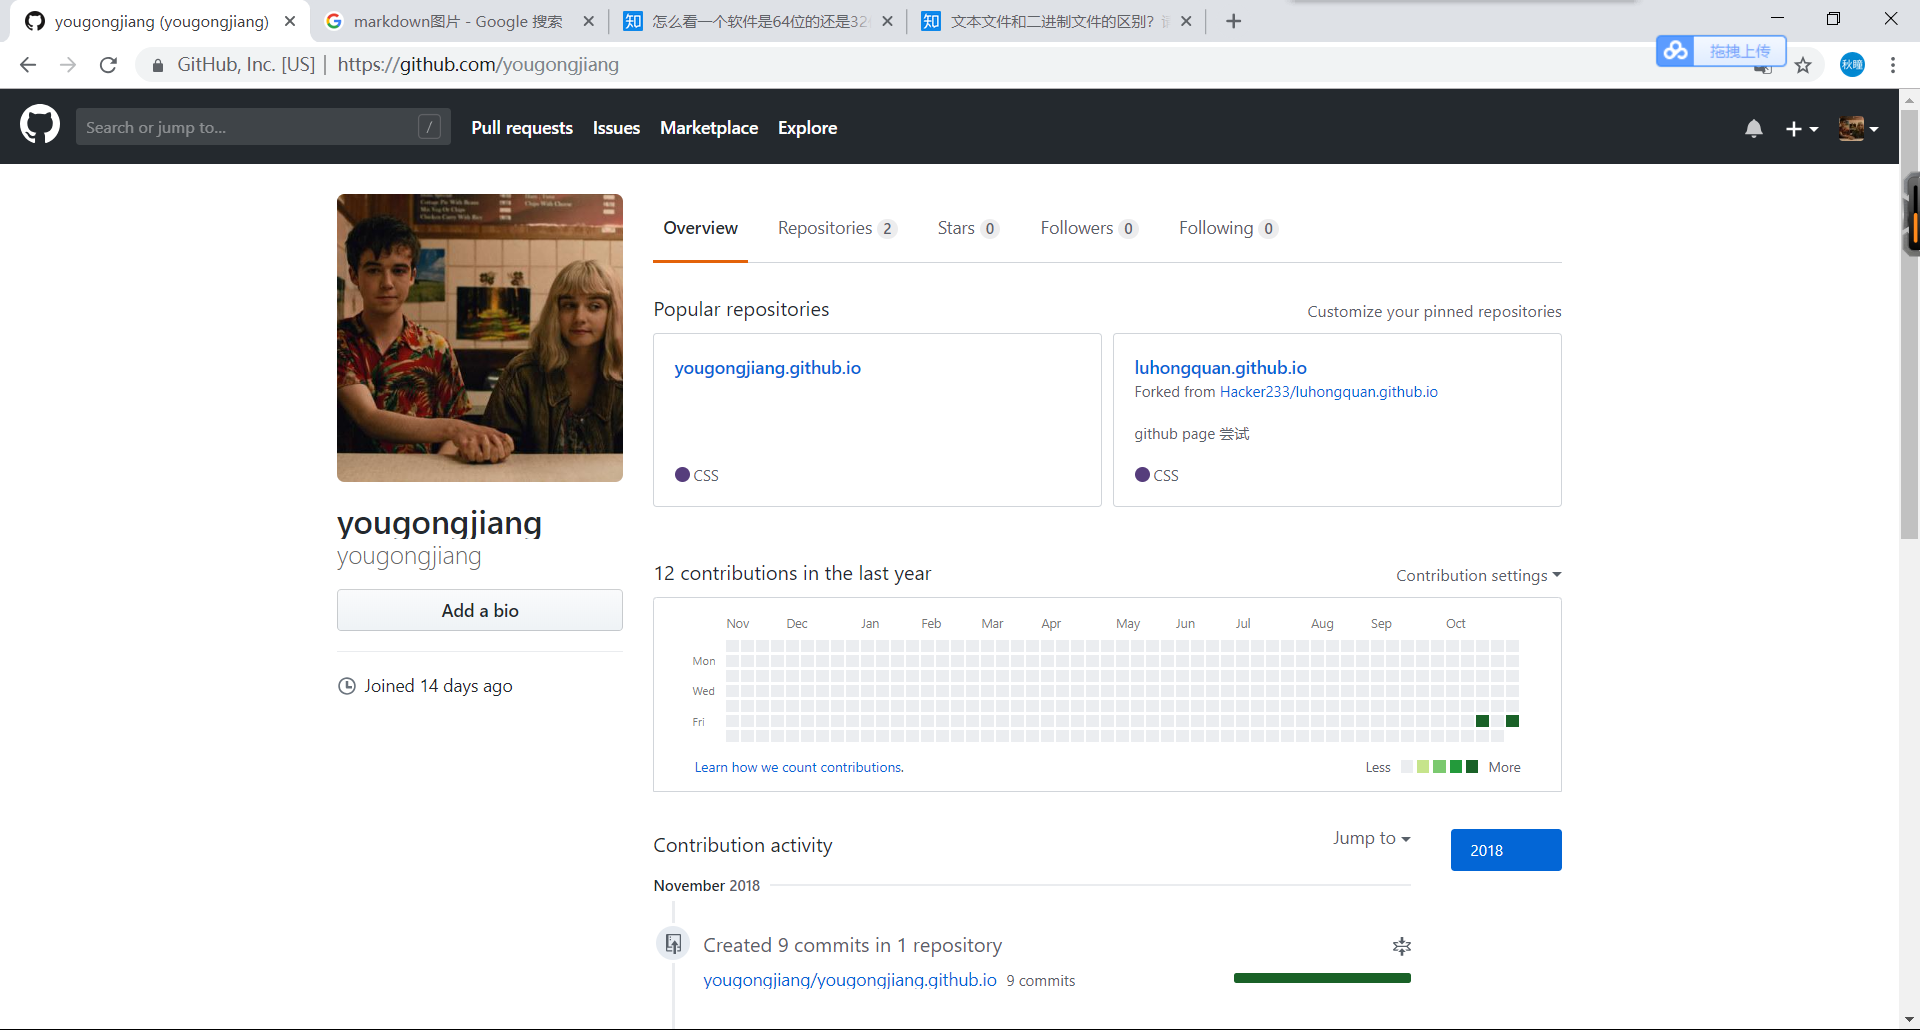 yougongjiang (yougongjiang)
markdown图片 - Google 搜索
怎么看一个软件是64位的还是32
文本文件和二进制文件的区别?
GitHub, Inc. [US] | https://github.com/yougongjiang
拖拽上传
秋瞳
Search or jump to...
/
Pull requests
Issues
Marketplace
Explore
Overview
Repositories 2
Stars 0
Followers 0
Following 0
Popular repositories
Customize your pinned repositories
yougongjiang.github.io
CSS
luhongquan.github.io
Forked from Hacker233/luhongquan.github.io
github page 尝试
CSS
yougongjiang
yougongjiang
Add a bio
Joined 14 days ago
12 contributions in the last year
Contribution settings
Nov Dec Jan Feb Mar Apr May Jun Jul Aug Sep Oct
Mon
Wed
Fri
Learn how we count contributions.
Less
More
Contribution activity
Jump to
2018
November 2018
Created 9 commits in 1 repository
yougongjiang/yougongjiang.github.io 9 commits